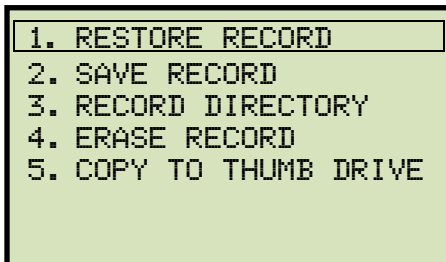 1. RESTORE RECORD
2. SAVE RECORD
3. RECORD DIRECTORY
4. ERASE RECORD
5. COPY TO THUMB DRIVE